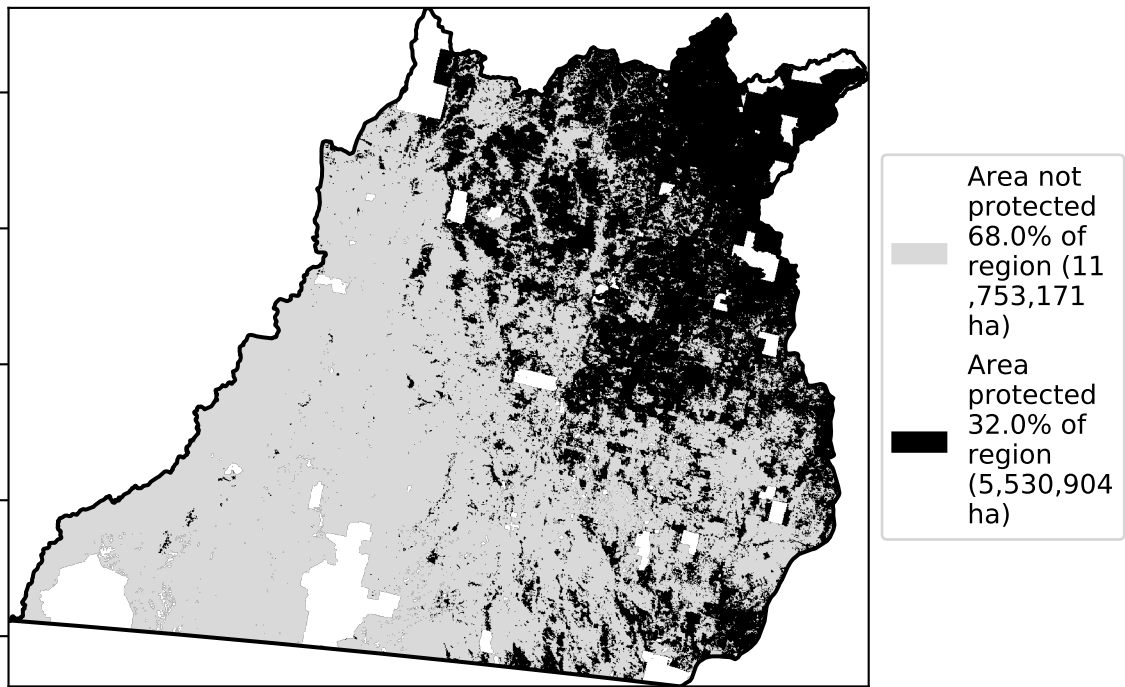 Area not
protected
68.0% of
region (11
,753,171
ha)
Area
protected
32.0% of
region
(5,530,904
ha)